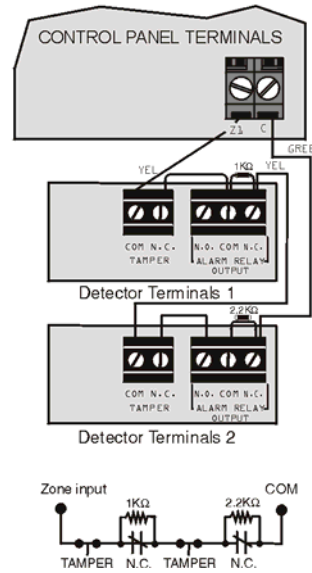 CONTROL PANEL TERMINALS
Z1 C
GREE
YEL 1KΩ YEL
COM N.C. N.O. COM N.C.
TAMPER ALARM RELAY
OUTPUT
Detector Terminals 1
2.2KΩ
COM N.C. N.O. COM N.C.
TAMPER ALARM RELAY
OUTPUT
Detector Terminals 2
Zone input COM
1KΩ 2.2KΩ
TAMPER N.C. TAMPER N.C.